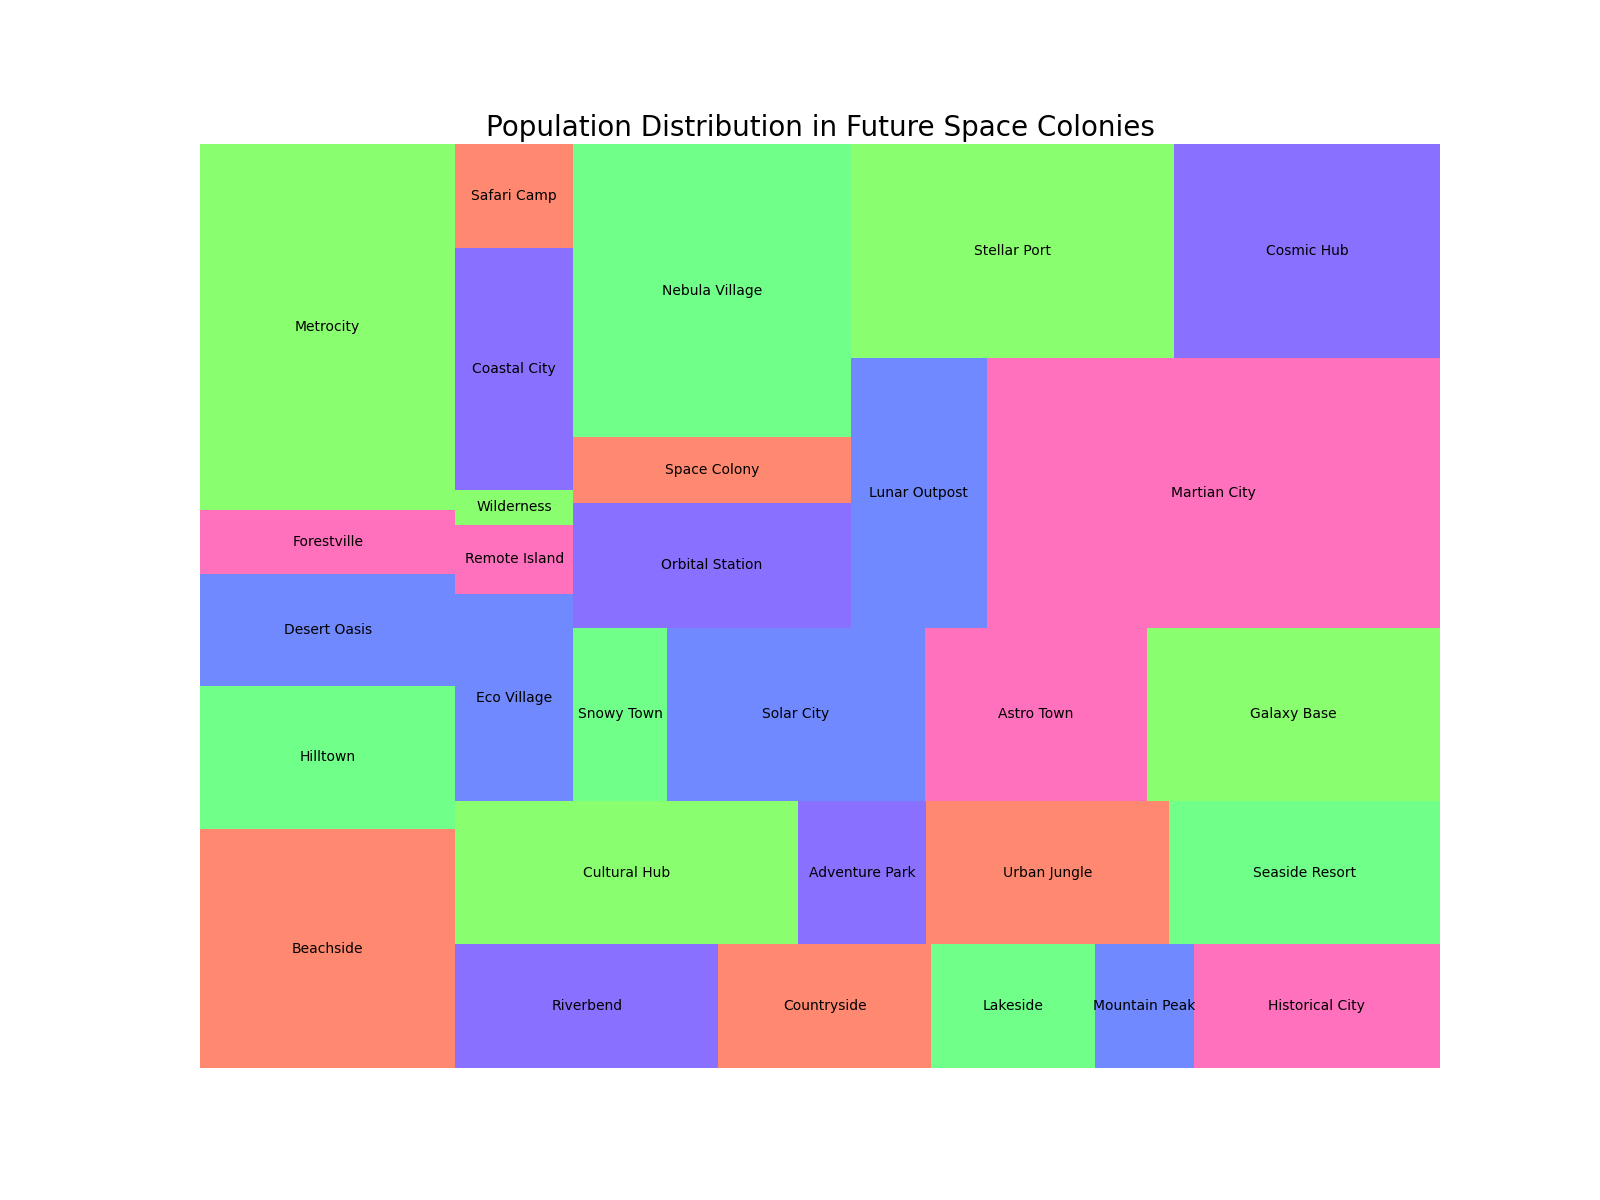 Population Distribution in Future Space Colonies
Metrocity
Forestville
Desert Oasis
Hilltown
Beachside
Safari Camp
Coastal City
Wilderness
Remote Island
Eco Village
Nebula Village
Space Colony
Orbital Station
Stellar Port
Cosmic Hub
Lunar Outpost
Martian City
Snowy Town
Solar City
Astro Town
Galaxy Base
Cultural Hub
Adventure Park
Urban Jungle
Seaside Resort
Riverbend
Countryside
Lakeside
Mountain Peak
Historical City